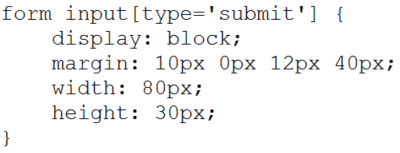 form input[type='submit'] {
    display: block;
    margin: 10px 0px 12px 40px;
    width: 80px;
    height: 30px;
}